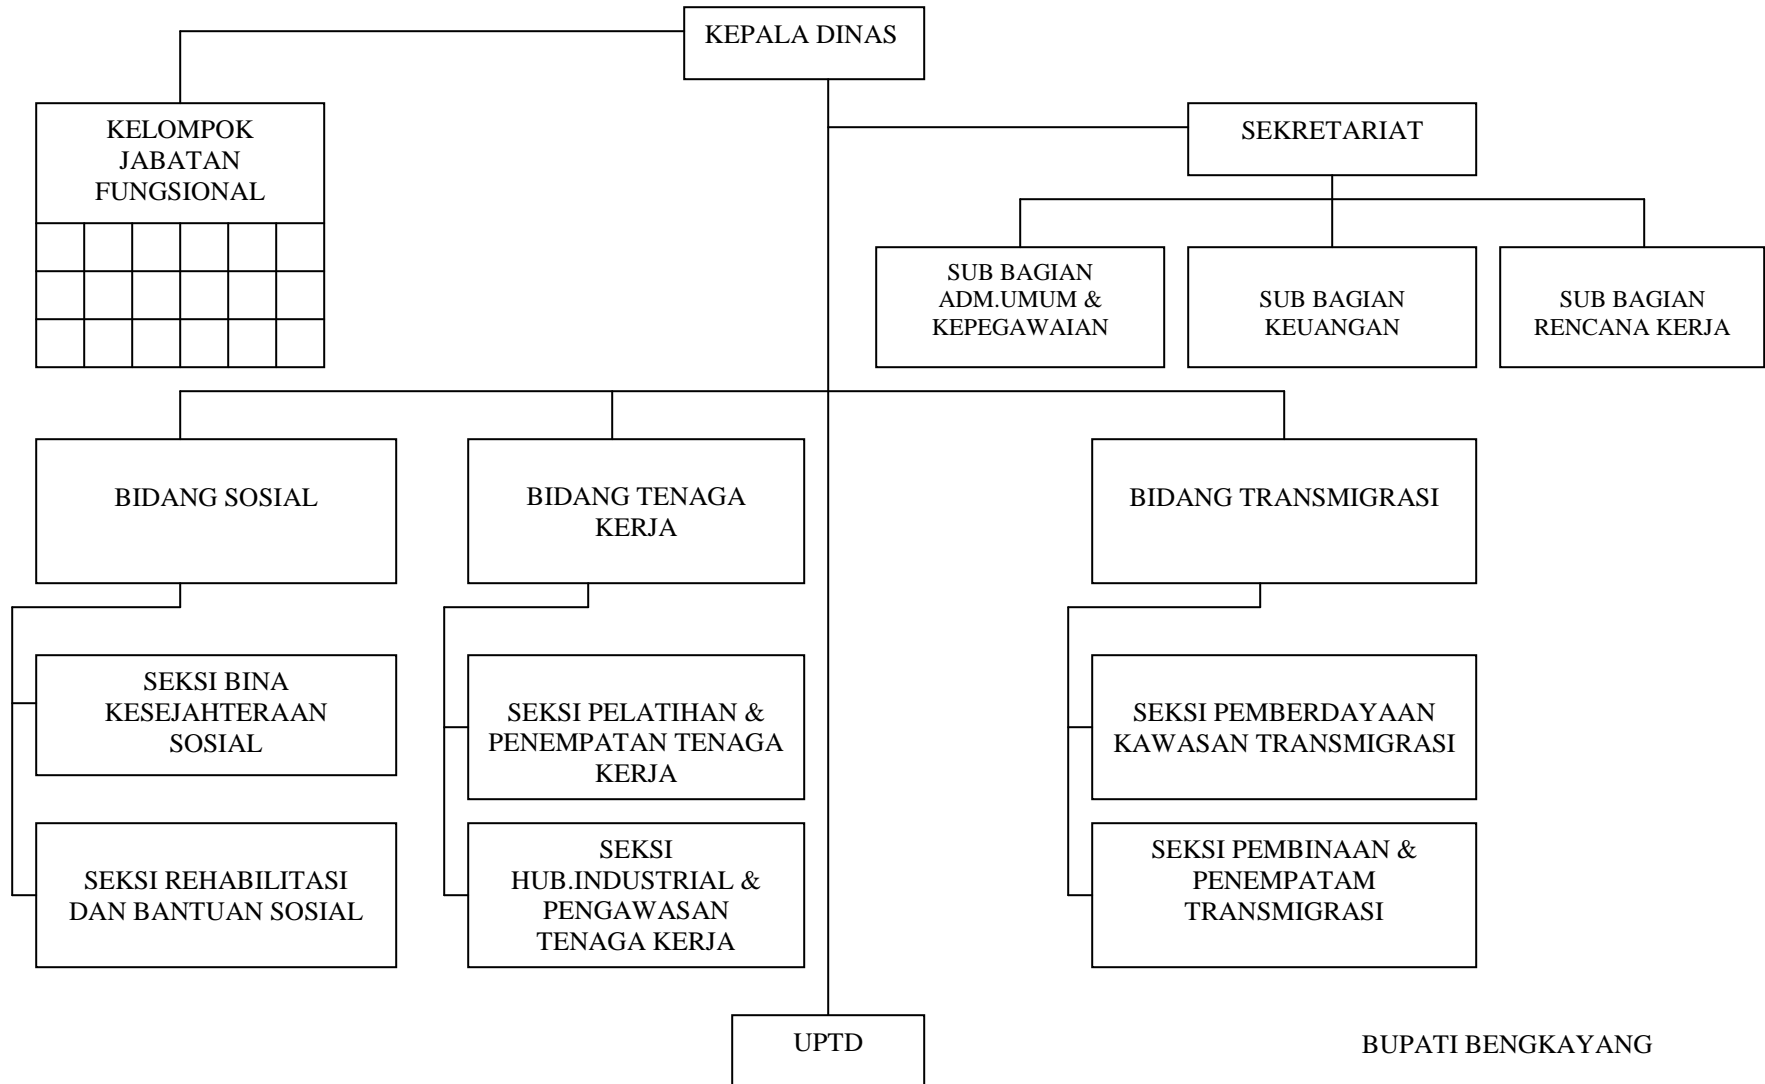 KEPALA DINAS
KELOMPOK
JABATAN
FUNGSIONAL
SEKRETARIAT
SUB BAGIAN
ADM.UMUM &
KEPEGAWAIAN
SUB BAGIAN
KEUANGAN
SUB BAGIAN
RENCANA KERJA
BIDANG SOSIAL
BIDANG TENAGA
KERJA
BIDANG TRANSMIGRASI
SEKSI BINA
KESEJAHTERAAN
SOSIAL
SEKSI PELATIHAN &
PENEMPATAN TENAGA
KERJA
SEKSI PEMBERDAYAAN
KAWASAN TRANSMIGRASI
SEKSI REHABILITASI
DAN BANTUAN SOSIAL
SEKSI
HUB.INDUSTRIAL &
PENGAWASAN
TENAGA KERJA
SEKSI PEMBINAAN &
PENEMPATAM
TRANSMIGRASI
UPTD
BUPATI BENGKAYANG